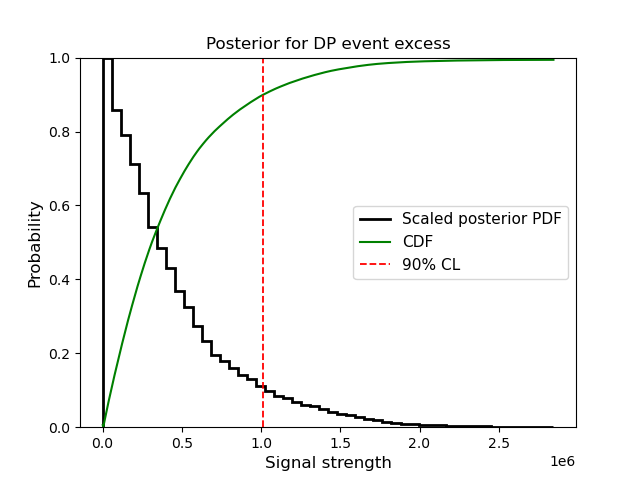 Posterior for DP event excess
Probability
1.0
0.8
0.6
0.4
0.2
0.0
Scaled posterior PDF
CDF
90% CL
0.0 0.5 1.0 1.5 2.0 2.5
1e6
Signal strength